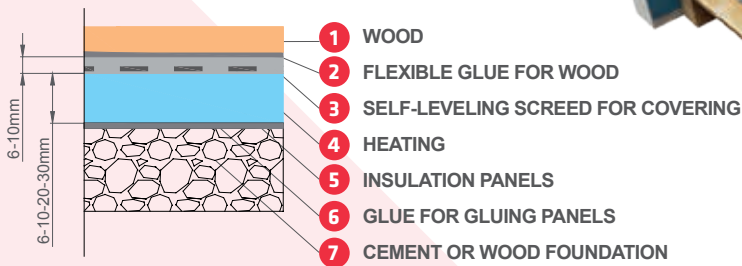 1 WOOD
2 FLEXIBLE GLUE FOR WOOD
3 SELF-LEVELING SCREED FOR COVERING
4 HEATING
5 INSULATION PANELS
6 GLUE FOR GLUING PANELS
7 CEMENT OR WOOD FOUNDATION
6-10mm
6-10-20-30mm